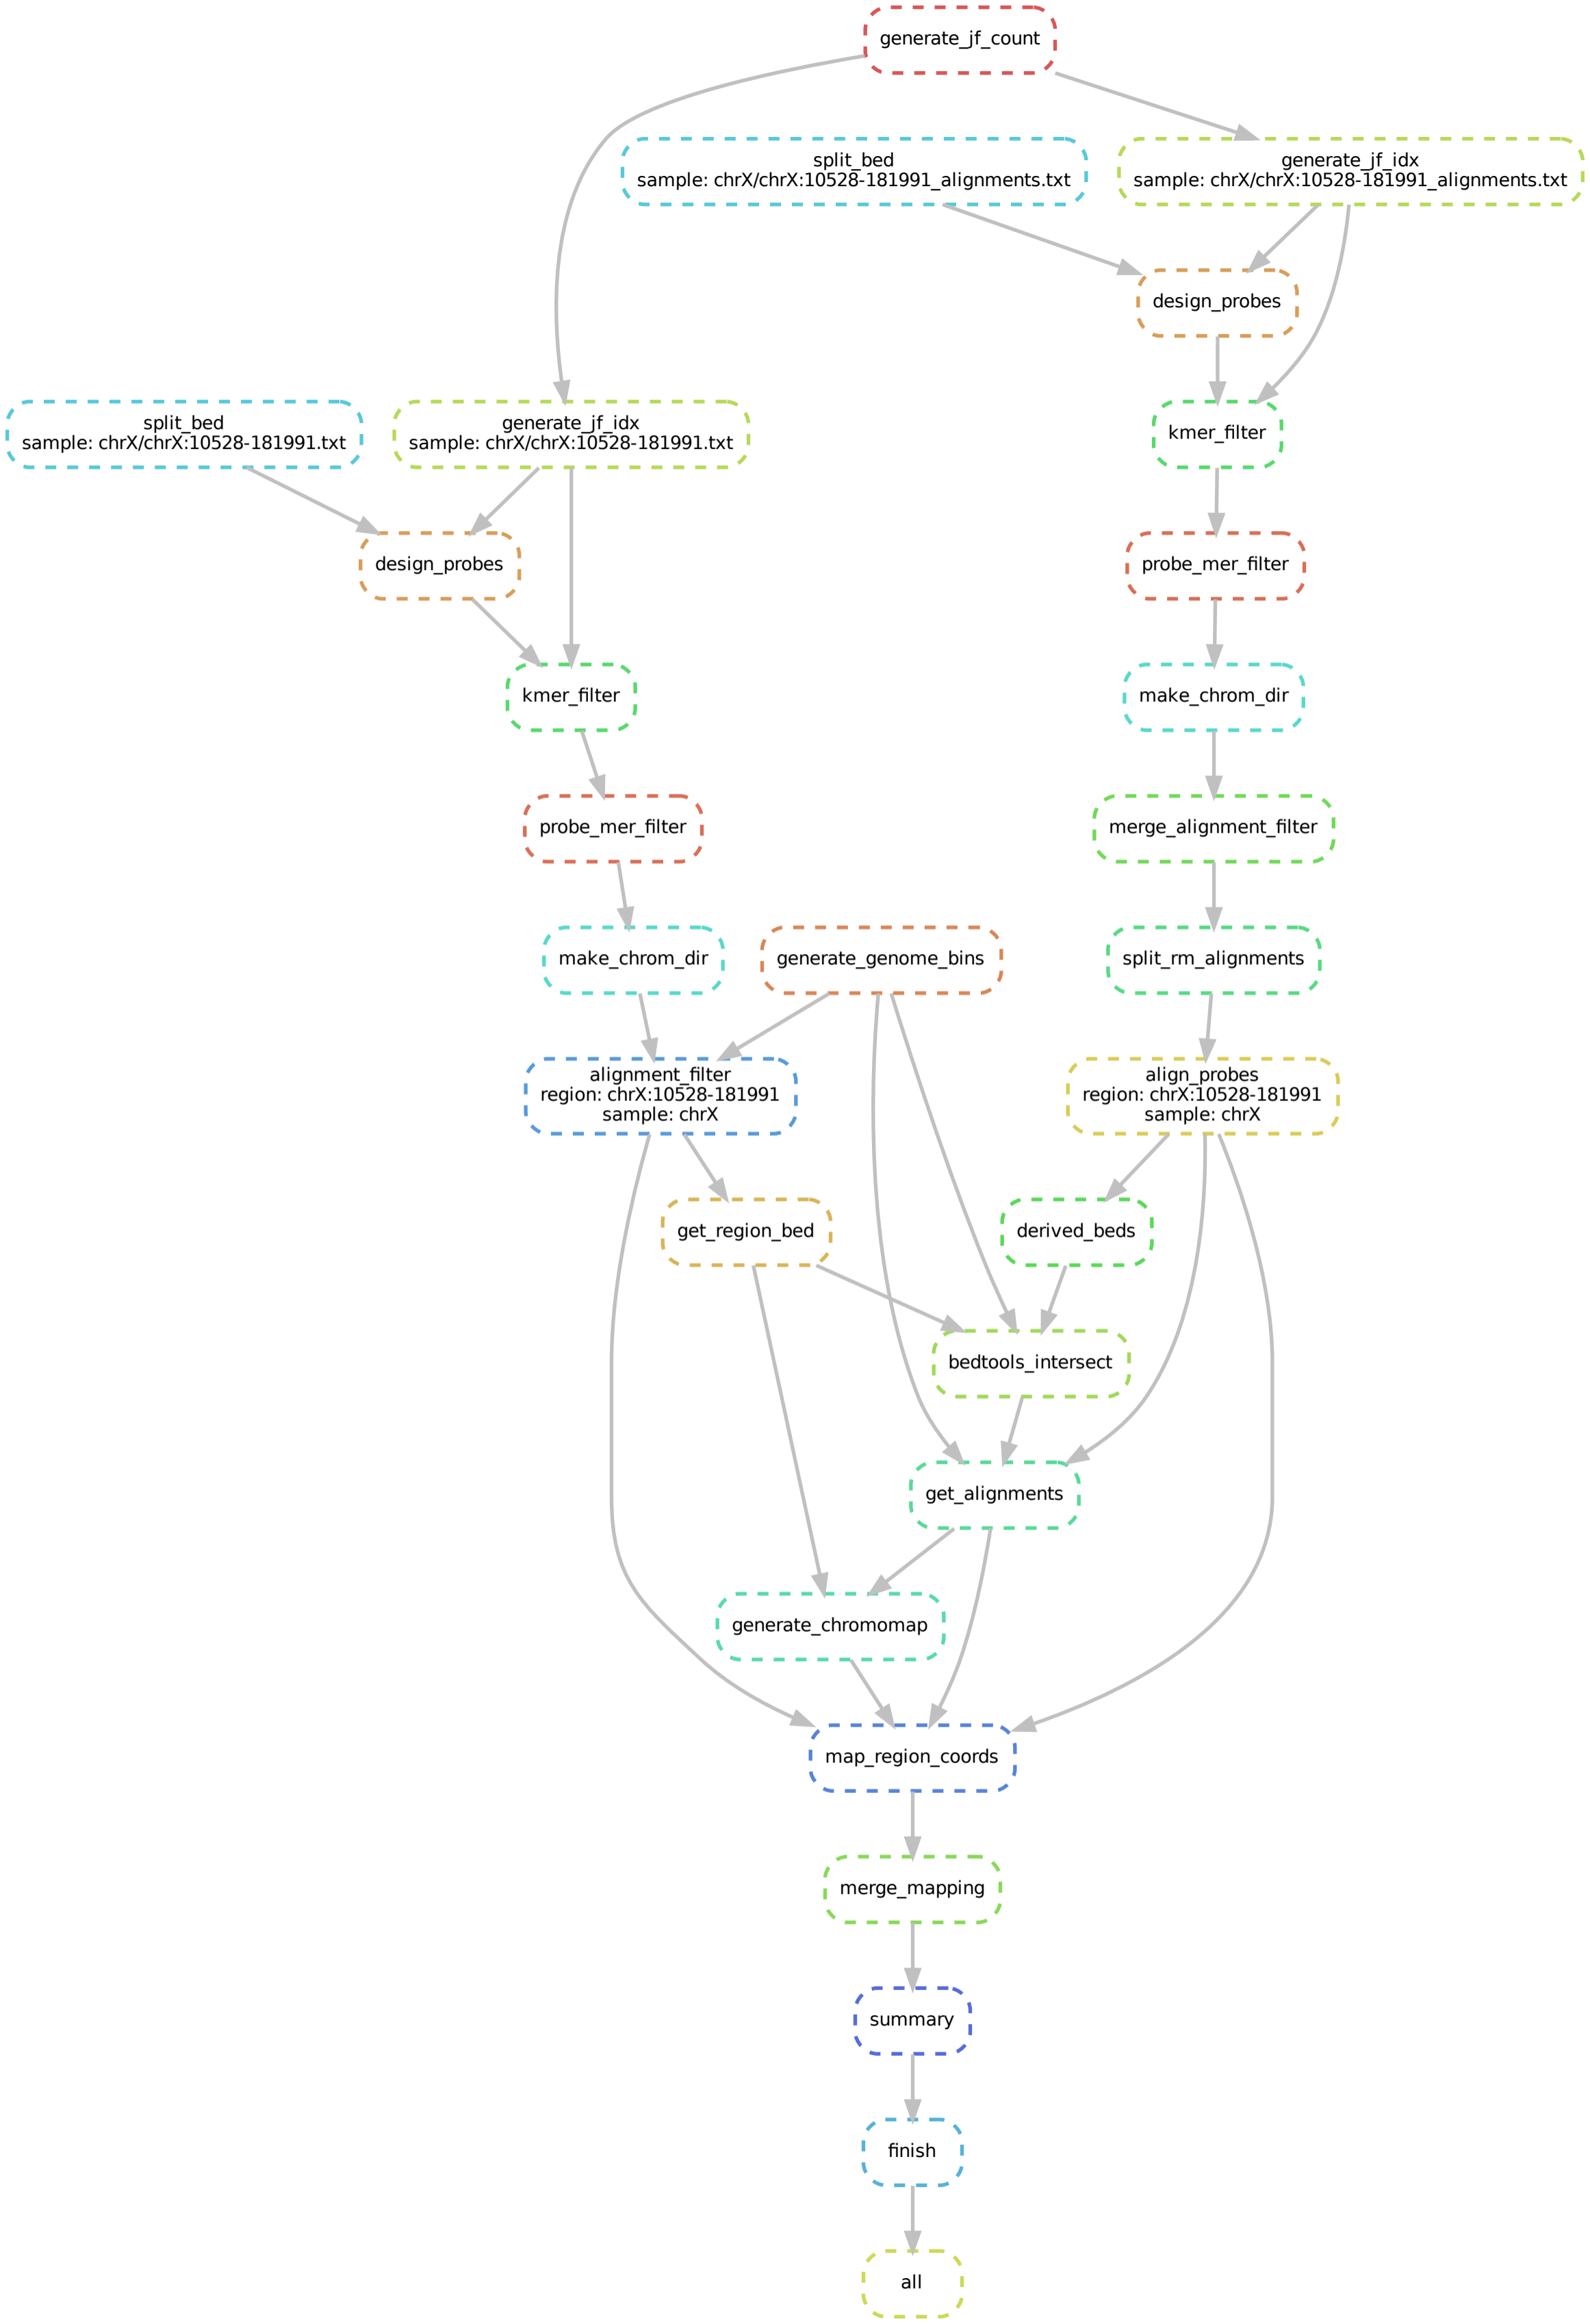 generate_jf_count
split_bed
sample: chrX/chrX:10528-181991_alignments.txt
generate_jf_idx
sample: chrX/chrX:10528-181991_alignments.txt
design_probes
split_bed
sample: chrX/chrX:10528-181991.txt
generate_jf_idx
sample: chrX/chrX:10528-181991.txt
kmer_filter
design_probes
probe_mer_filter
kmer_filter
make_chrom_dir
probe_mer_filter
merge_alignment_filter
make_chrom_dir
generate_genome_bins
split_rm_alignments
alignment_filter
region: chrX:10528-181991
sample: chrX
align_probes
region: chrX:10528-181991
sample: chrX
get_region_bed
derived_beds
bedtools_intersect
get_alignments
generate_chromomap
map_region_coords
merge_mapping
summary
finish
all